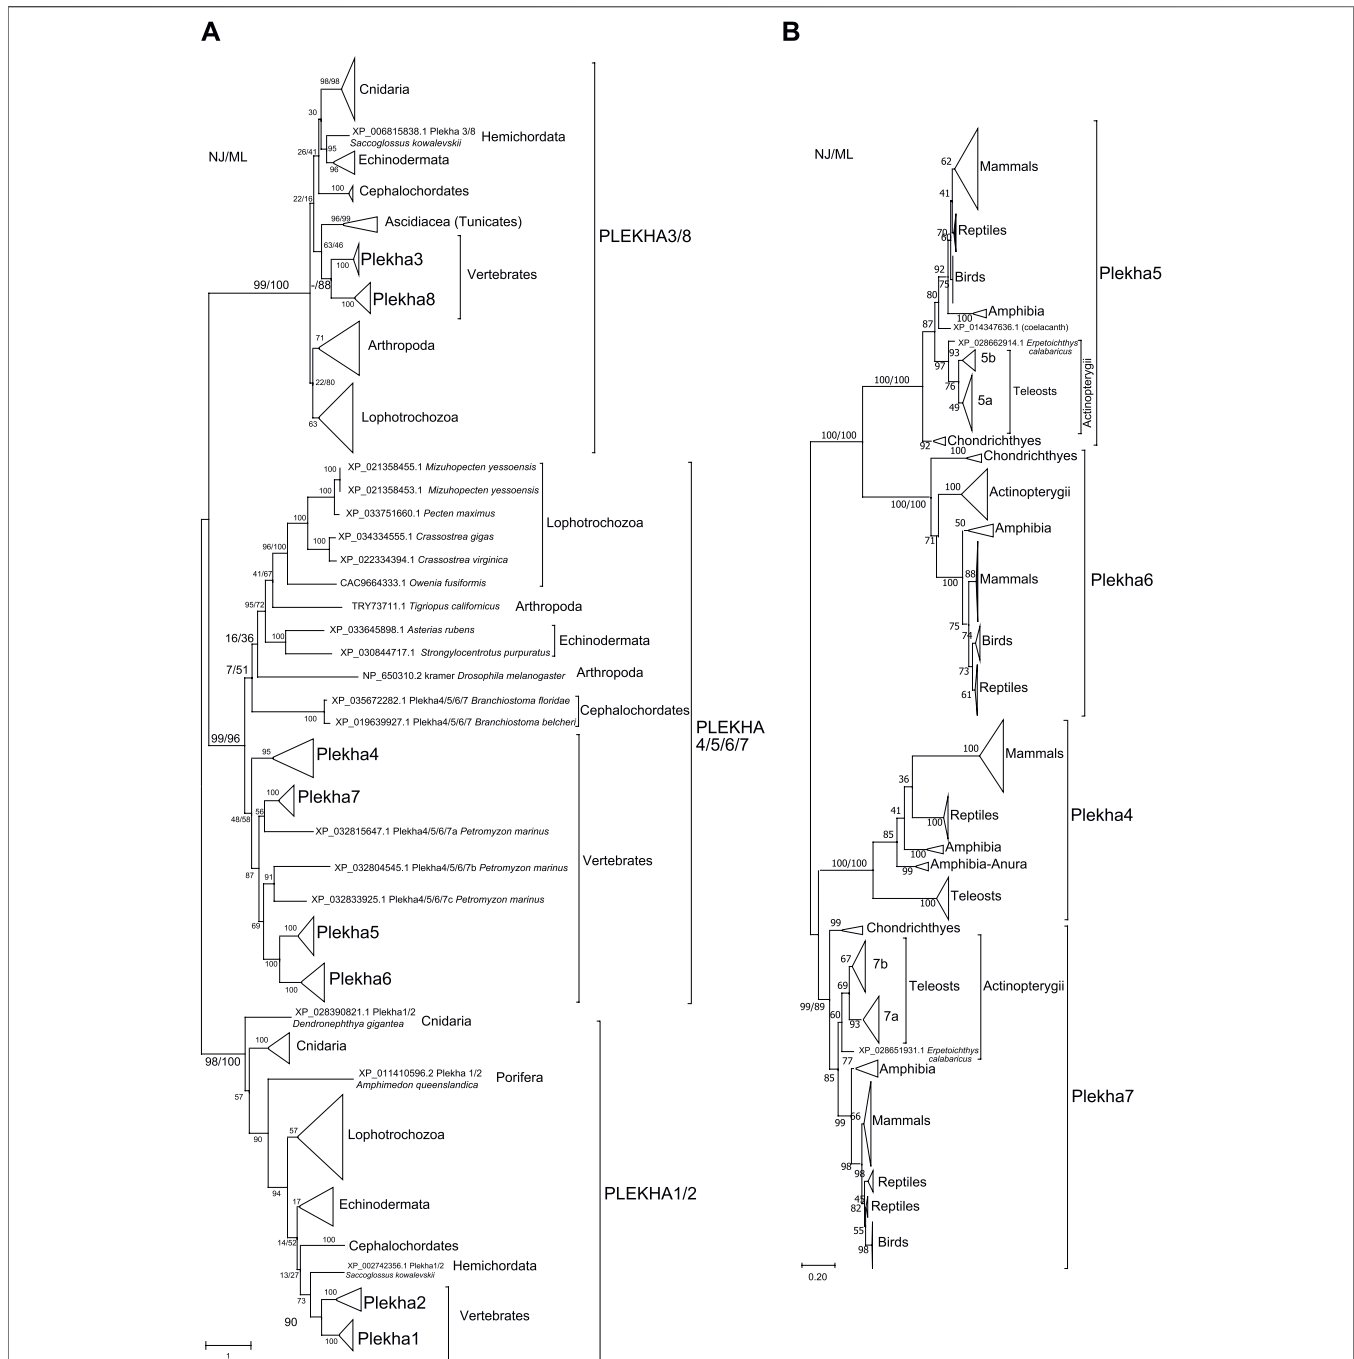 A
B
98/98
Cnidaria
30
XP_006815838.1 Plekha 3/8
Saccoglossus kowalevskii
Hemichordata
NJ/ML
26/41
95
Echinodermata
96
100
Cephalochordates
22/16
96/99
Ascidiacea (Tunicates)
PLEKHA3/8
63/46
Plekha3
100
Vertebrates
99/100
-/88
Plekha8
100
71
Arthropoda
22/80
Lophotrochozoa
63
100
XP_021358455.1 Mizuhopecten yessoensis
100
XP_021358453.1 Mizuhopecten yessoensis
XP_033751660.1 Pecten maximus
100
Lophotrochozoa
XP_034334555.1 Crassostrea gigas
100
96/100
XP_022334394.1 Crassostrea virginica
41/67
CAC9664333.1 Owenia fusiformis
95/72
TRY73711.1 Tigriopus californicus
Arthropoda
16/36
XP_033645898.1 Asterias rubens
100
Echinodermata
XP_030844717.1 Strongylocentrotus purpuratus
7/51
NP_650310.2 kramer Drosophila melanogaster
Arthropoda
XP_035672282.1 Plekha4/5/6/7 Branchiostoma floridae
Cephalochordates
100
XP_019639927.1 Plekha4/5/6/7 Branchiostoma belcheri
PLEKHA
4/5/6/7
99/96
95
Plekha4
100
Plekha7
48/58
56
XP_032815647.1 Plekha4/5/6/7a Petromyzon marinus
Vertebrates
XP_032804545.1 Plekha4/5/6/7b Petromyzon marinus
87
91
XP_032833925.1 Plekha4/5/6/7c Petromyzon marinus
69
100
Plekha5
100
Plekha6
100
XP_028390821.1 Plekha1/2
Dendronephthya gigantea
Cnidaria
100
Cnidaria
98/100
XP_011410596.2 Plekha 1/2
Amphimedon queenslandica
Porifera
57
57
Lophotrochozoa
90
94
PLEKHA1/2
17
Echinodermata
14/52
100
Cephalochordates
XP_002742356.1 Plekha1/2
Saccoglossus kowalevskii
Hemichordata
13/27
73
100
Plekha2
Vertebrates
90
100
Plekha1
1
NJ/ML
62
Mammals
41
70
60
Reptiles
92
75
Birds
Plekha5
80
100
Amphibia
87
XP_014347636.1 (coelacanth)
XP_028662914.1 Erpetoichthys
calabaricus
93
5b
97
76
Teleosts
Actinopterygii
100/100
49
5a
100/100
92
Chondrichthyes
100
Chondrichthyes
100
Actinopterygii
100/100
50
Amphibia
71
88
Mammals
100
Plekha6
75
74
Birds
73
61
Reptiles
100
Mammals
36
Reptiles
100
41
Plekha4
85
100
Amphibia
100/100
99
Amphibia-Anura
100
Teleosts
99
Chondrichthyes
67
7b
69
Teleosts
Actinopterygii
99/89
60
93
7a
XP_028651931.1 Erpetoichthys
calabaricus
77
Amphibia
85
Plekha7
99
66
Mammals
98
98
Reptiles
45
82
Reptiles
55
98
Birds
0.20